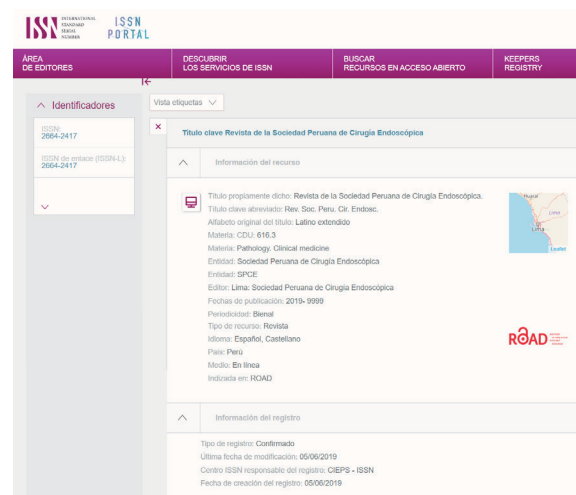 ISSN INTERNATIONAL STANDARD SERIAL NUMBER
ISSN PORTAL
ÁREA DE EDITORES
DESCUBRIR LOS SERVICIOS DE ISSN
BUSCAR RECURSOS EN ACCESO ABIERTO
KEEPERS REGISTRY
Identificadores
ISSN:
2664-2417
ISSN de enlace (ISSN-L):
2664-2417
Vista etiquetas
Título clave Revista de la Sociedad Peruana de Cirugía Endoscópica
Información del recurso
Título propiamente dicho: Revista de la Sociedad Peruana de Cirugía Endoscópica.
Título clave abreviado: Rev. Soc. Peru. Cir. Endosc.
Alfabeto original del título: Latino extendido
Materia: CDU: 616.3
Materia: Pathology. Clinical medicine
Entidad: Sociedad Peruana de Cirugía Endoscópica
Entidad: SPCE
Editor: Lima: Sociedad Peruana de Cirugía Endoscópica
Fechas de publicación: 2019- 9999
Periodicidad: Bienal
Tipo de recurso: Revista
Idioma: Español, Castellano
País: Perú
Medio: En línea
Indizada en: ROAD
Huaral
Lima
Lima
Leaflet
ROAD
Información del registro
Tipo de registro: Confirmado
Última fecha de modificación: 05/06/2019
Centro ISSN responsable del registro: CIEPS - ISSN
Fecha de creación del registro: 05/06/2019